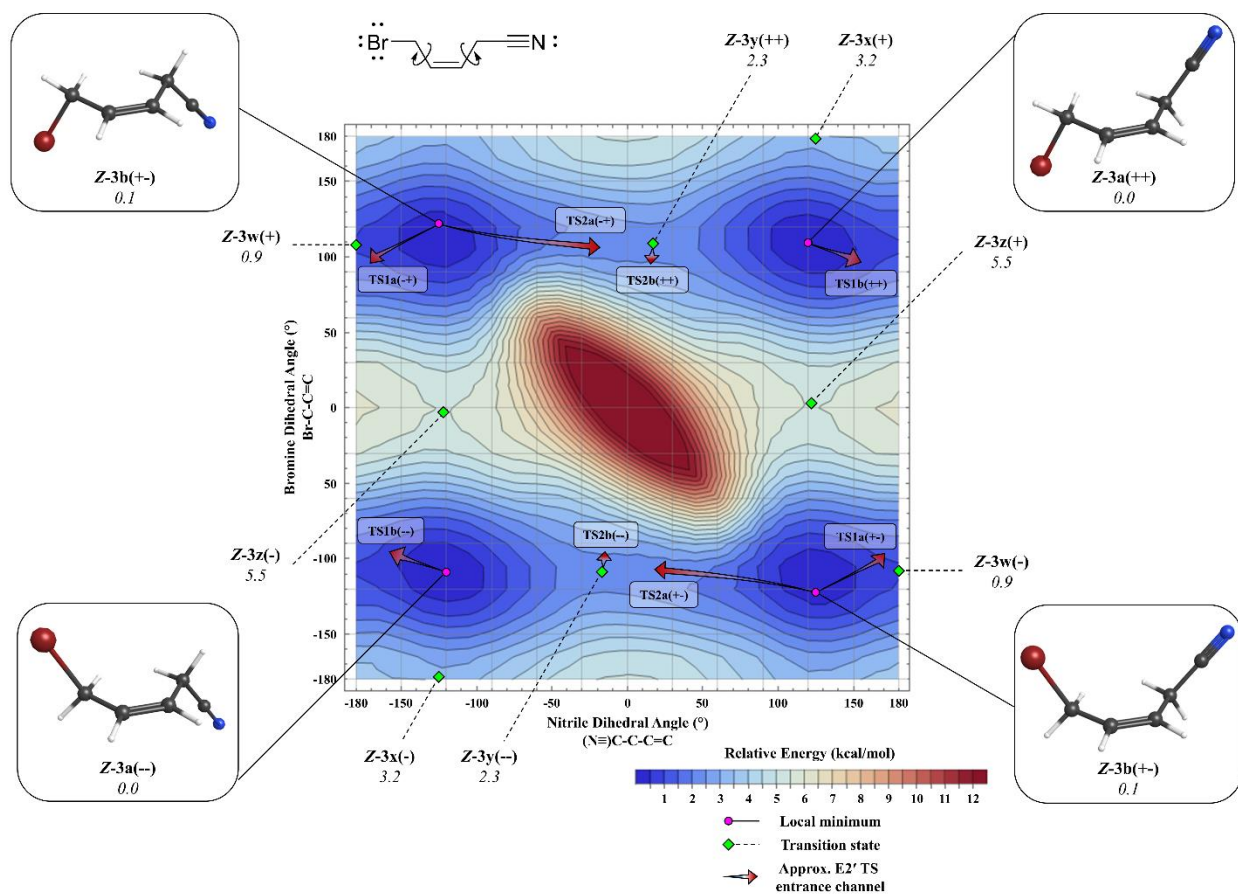 :Br
N:
Z-3y(++)
2.3
Z-3x(+)
3.2
Z-3b(+-)
0.1
Z-3a(++)
0.0
Z-3w(+)
0.9
Z-3z(+)
5.5
TS2a(-+)
TS1a(-+)
TS2b(++)
TS1b(++)
180
150
100
50
0
50
-100
-150
-180
Bromine Dihedral Angle (°)
Br-C-C=C
TS1b(--)
TS2b(--)
TS1a(+-)
TS2a(+-)
Z-3z(-)
5.5
Z-3w(-)
0.9
-180 -150 -100 -50 0 50 100 150 180
Nitrile Dihedral Angle (°)
(N≡)C-C-C=C
Z-3a(--)
0.0
Z-3x(-)
3.2
Z-3y(--)
2.3
Z-3b(+-)
0.1
Relative Energy (kcal/mol)
1 2 3 4 5 6 7 8 9 10 11 12
Local minimum
Transition state
Approx. E2′ TS
entrance channel